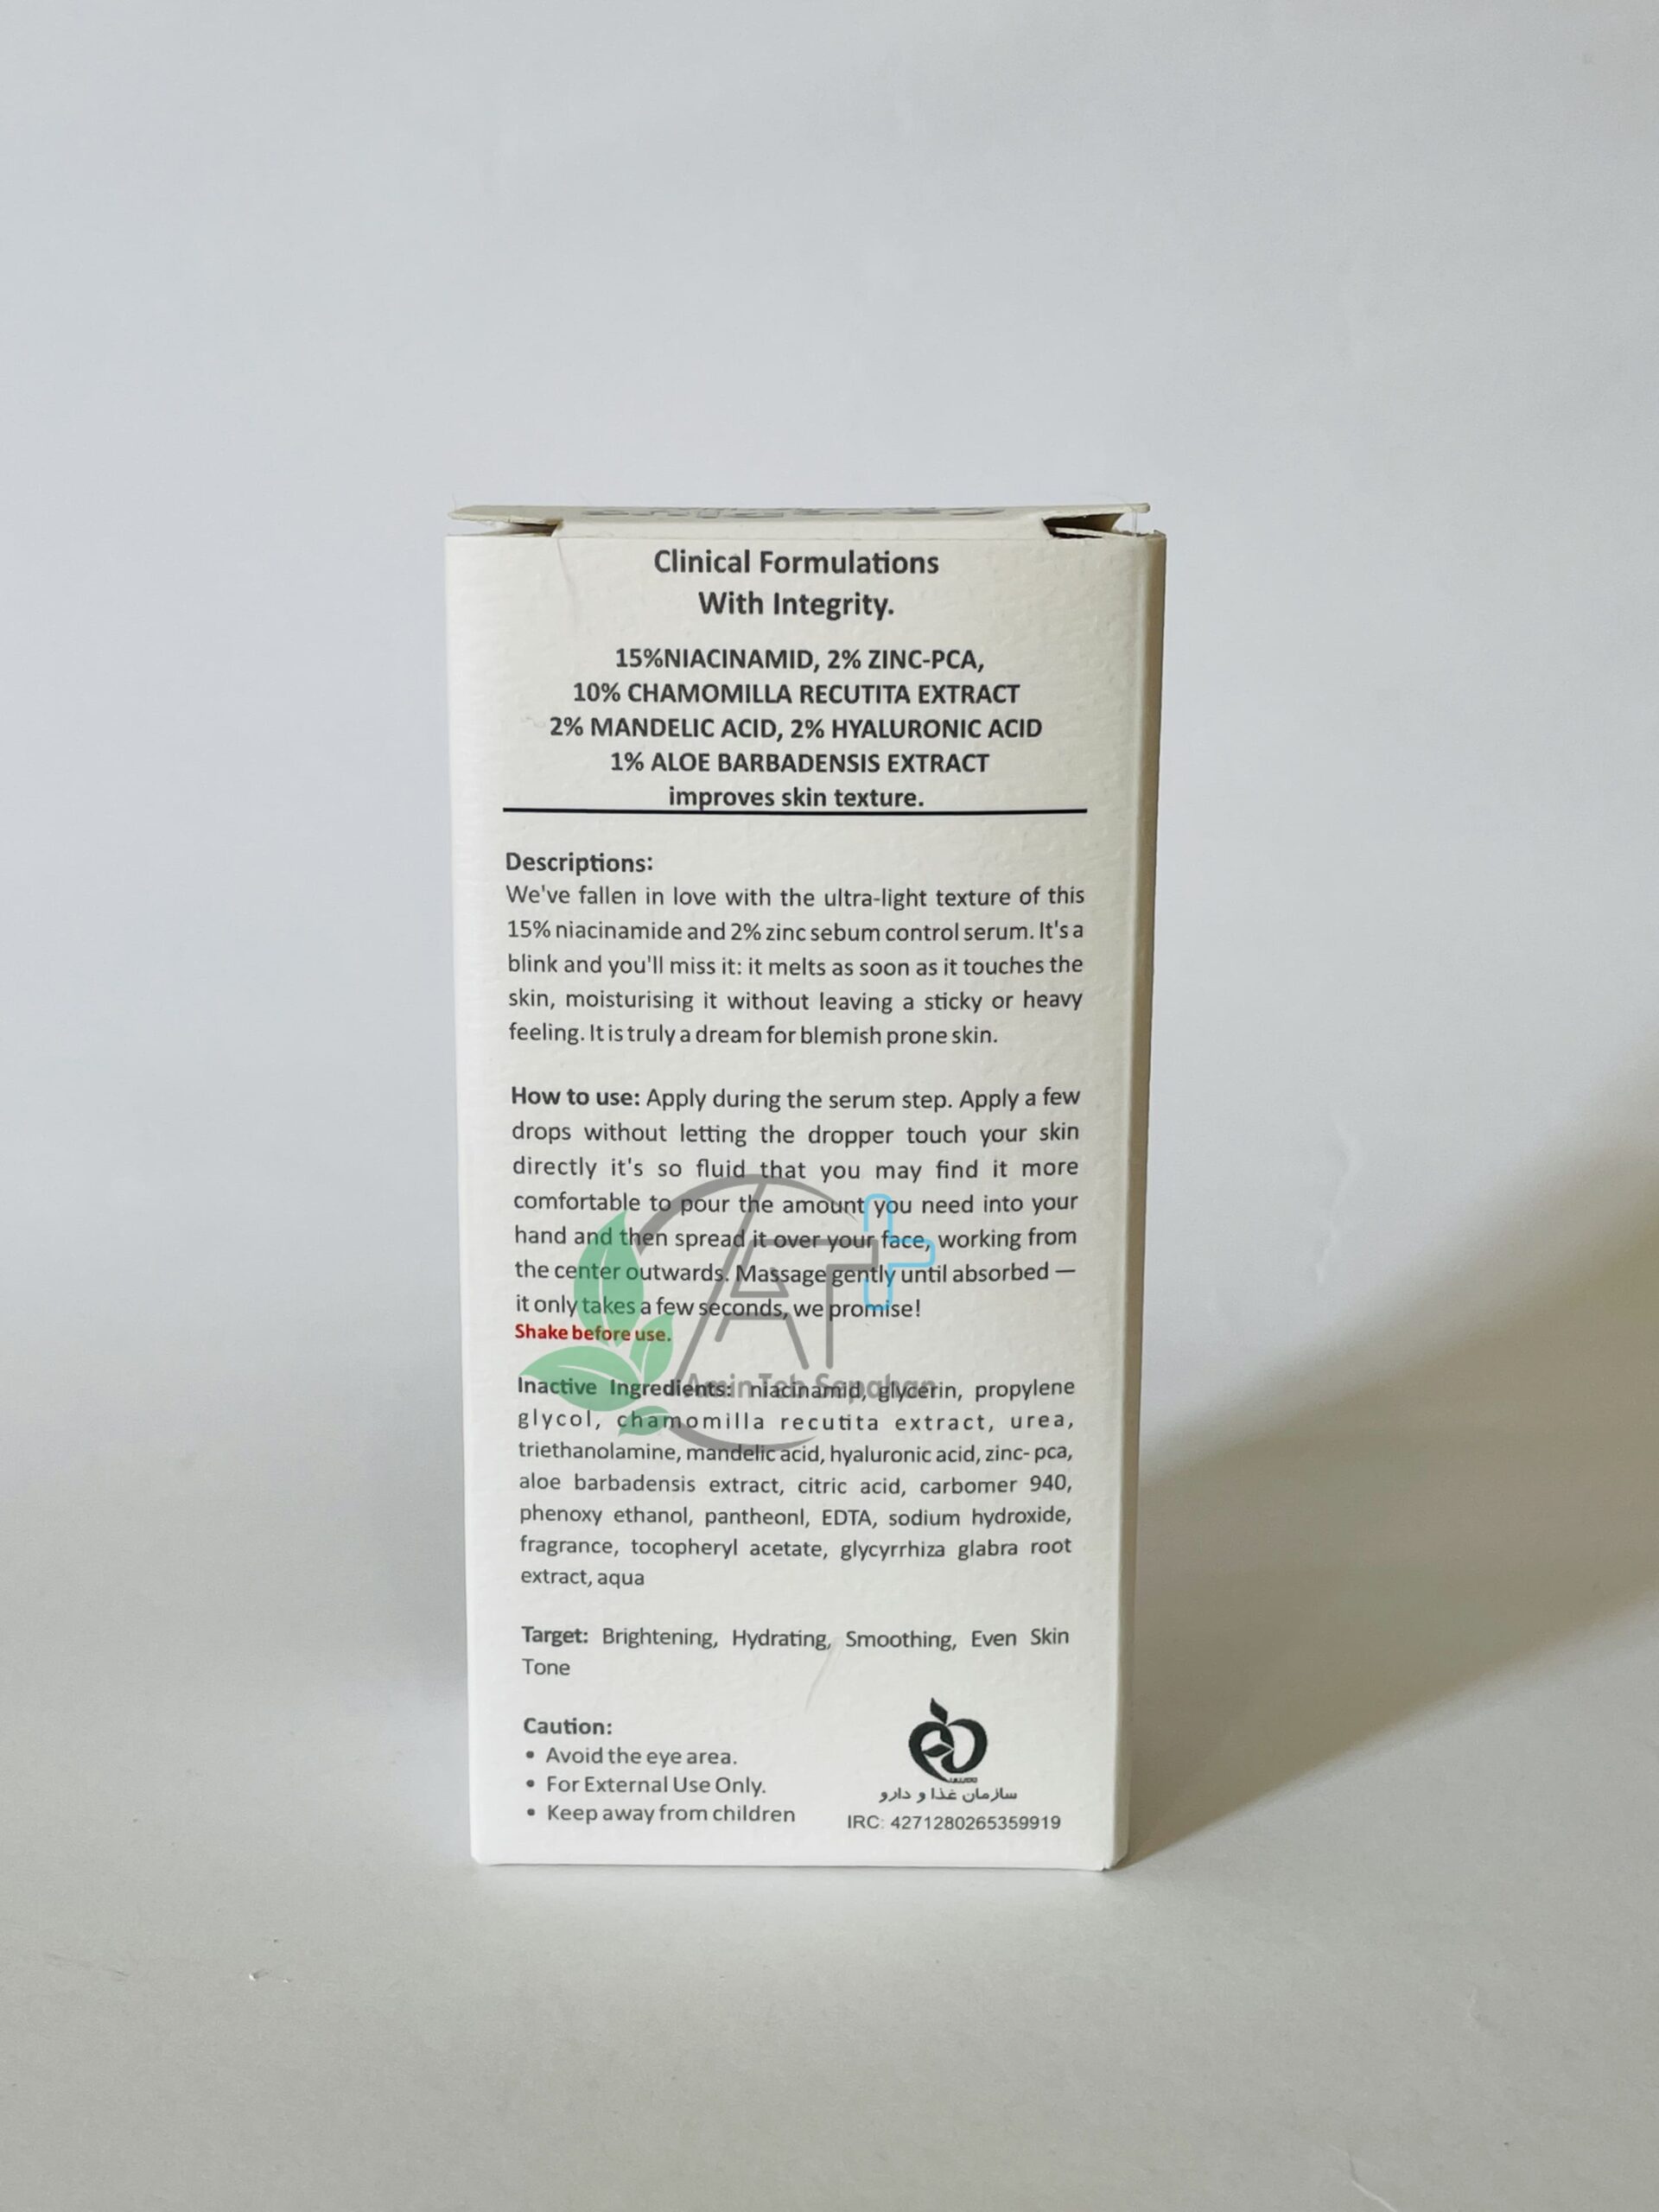 Clinical Formulations
With Integrity.
15%NIACINAMID, 2% ZINC-PCA,
10% CHAMOMILLA RECUTITA EXTRACT
2% MANDELIC ACID, 2% HYALURONIC ACID
1% ALOE BARBADENSIS EXTRACT
improves skin texture.
Descriptions:
We've fallen in love with the ultra-light texture of this
15% niacinamide and 2% zinc sebum control serum. It's a
blink and you'll miss it: it melts as soon as it touches the
skin, moisturising it without leaving a sticky or heavy
feeling. It is truly a dream for blemish prone skin.
How to use: Apply during the serum step. Apply a few
drops without letting the dropper touch your skin
directly it's so fluid that you may find it more
comfortable to pour the amount you need into your
hand and then spread it over your face, working from
the center outwards. Massage gently until absorbed —
it only takes a few seconds, we promise!
Shake before use.
AT
Amin Teb Sepahan
Inactive Ingredients: niacinamid, glycerin, propylene
glycol, chamomilla recutita extract, urea,
triethanolamine, mandelic acid, hyaluronic acid, zinc- pca,
aloe barbadensis extract, citric acid, carbomer 940,
phenoxy ethanol, pantheonl, EDTA, sodium hydroxide,
fragrance, tocopheryl acetate, glycyrrhiza glabra root
extract, aqua
Target: Brightening, Hydrating, Smoothing, Even Skin
Tone
Caution:
• Avoid the eye area.
• For External Use Only.
• Keep away from children
سازمان غذا و دارو
IRC: 4271280265359919